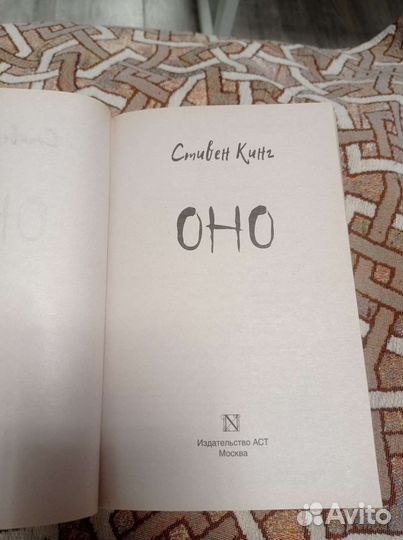 Стивен Кинг
ОНО
Издательство АСТ
Москва
Avito